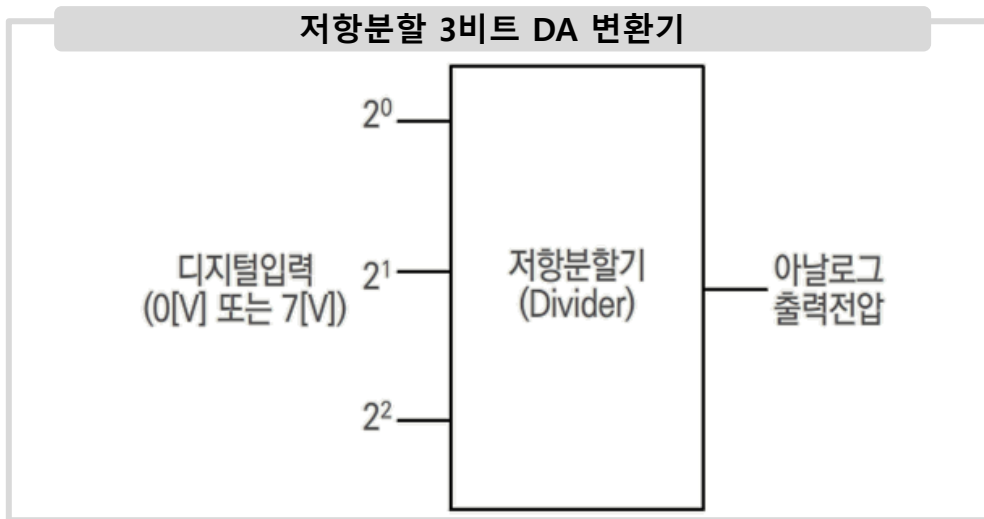 저항분할 3비트 DA 변환기
2⁰
디지털입력
(0[V] 또는 7[V])
2¹
저항분할기
(Divider)
아날로그
출력전압
2²